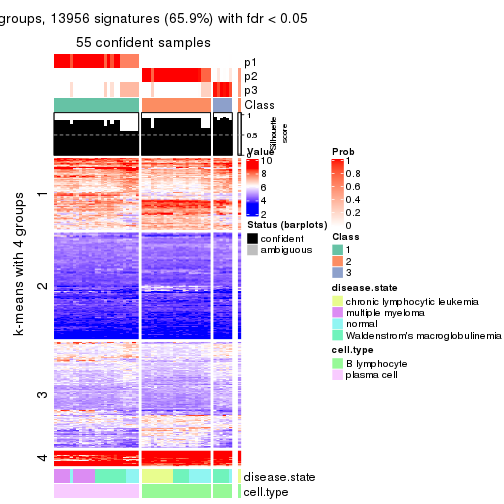 groups, 13956 signatures (65.9%) with fdr < 0.05
55 confident samples
p1
p2
p3
Class
1
0.5
0
Silhouette
score
k-means with 4 groups
1
2
3
4
disease.state
cell.type
Value
10
8
6
4
2
Status (barplots)
confident
ambiguous
Prob
1
0.8
0.6
0.4
0.2
0
Class
1
2
3
disease.state
chronic lymphocytic leukemia
multiple myeloma
normal
Waldenstrom's macroglobulinemia
cell.type
B lymphocyte
plasma cell